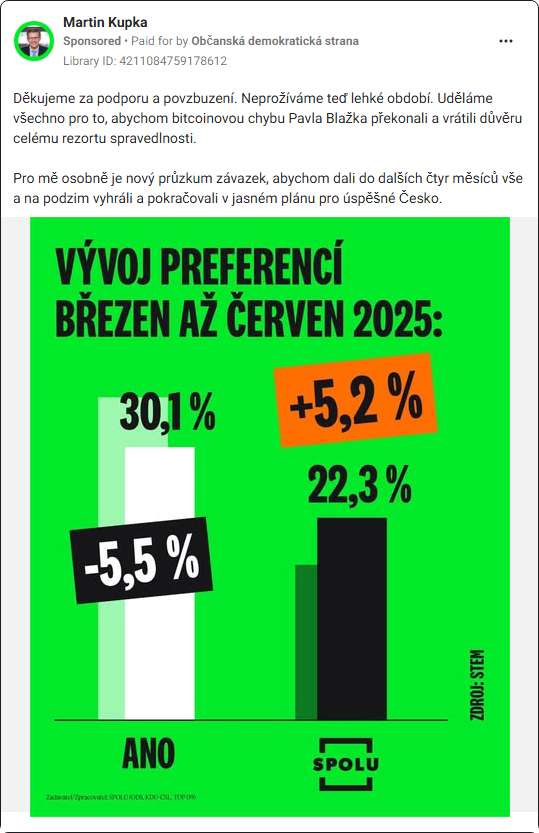 Martin Kupka
Sponsored • Paid for by Občanská demokratická strana
Library ID: 4211084759178612
Děkujeme za podporu a povzbuzení. Neprožíváme teď lehké období. Uděláme
všechno pro to, abychom bitcoinovou chybu Pavla Blažka překonali a vrátili důvěru
celému rezortu spravedlnosti.
Pro mě osobně je nový průzkum závazek, abychom dali do dalších čtyr měsíců vše
a na podzim vyhráli a pokračovali v jasném plánu pro úspěšné Česko.
VÝVOJ PREFERENCÍ
BŘEZEN AŽ ČERVEN 2025:
30,1 %
+5,2 %
22,3 %
-5,5 %
ZDROJ: STEM
ANO
SPOLU
Zadavatel/Zpracovatel: SPOLU (ODS, KDU-ČSL, TOP 09)